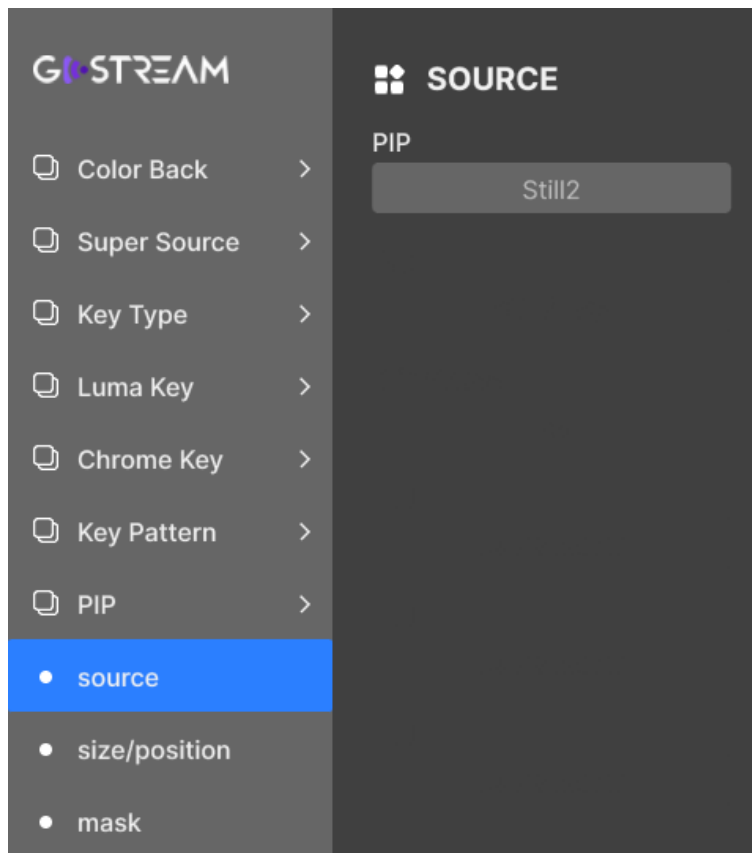 GOSTREAM
Color Back
Super Source
Key Type
Luma Key
Chrome Key
Key Pattern
PIP
source
size/position
mask
SOURCE
PIP
Still2